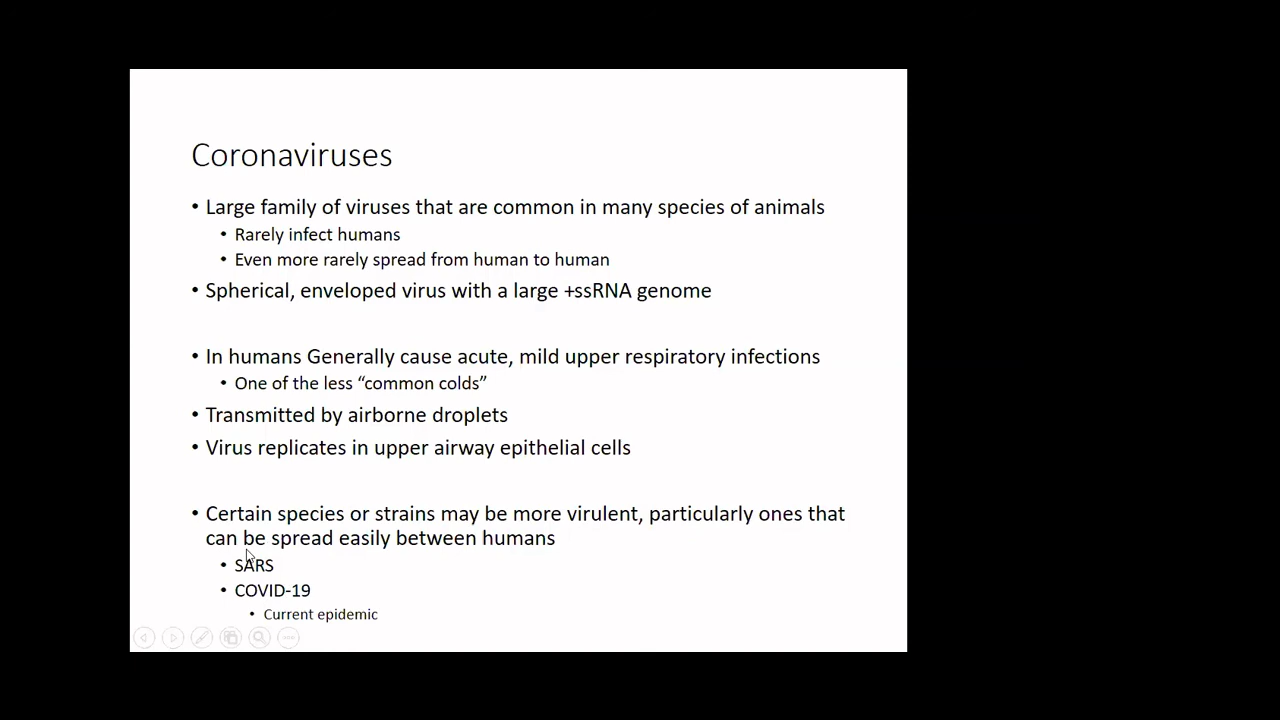 Coronaviruses
• Large family of viruses that are common in many species of animals
• Rarely infect humans
• Even more rarely spread from human to human
• Spherical, enveloped virus with a large +ssRNA genome
• In humans Generally cause acute, mild upper respiratory infections
• One of the less “common colds”
• Transmitted by airborne droplets
• Virus replicates in upper airway epithelial cells
• Certain species or strains may be more virulent, particularly ones that
can be spread easily between humans
• SARS
• COVID-19
• Current epidemic